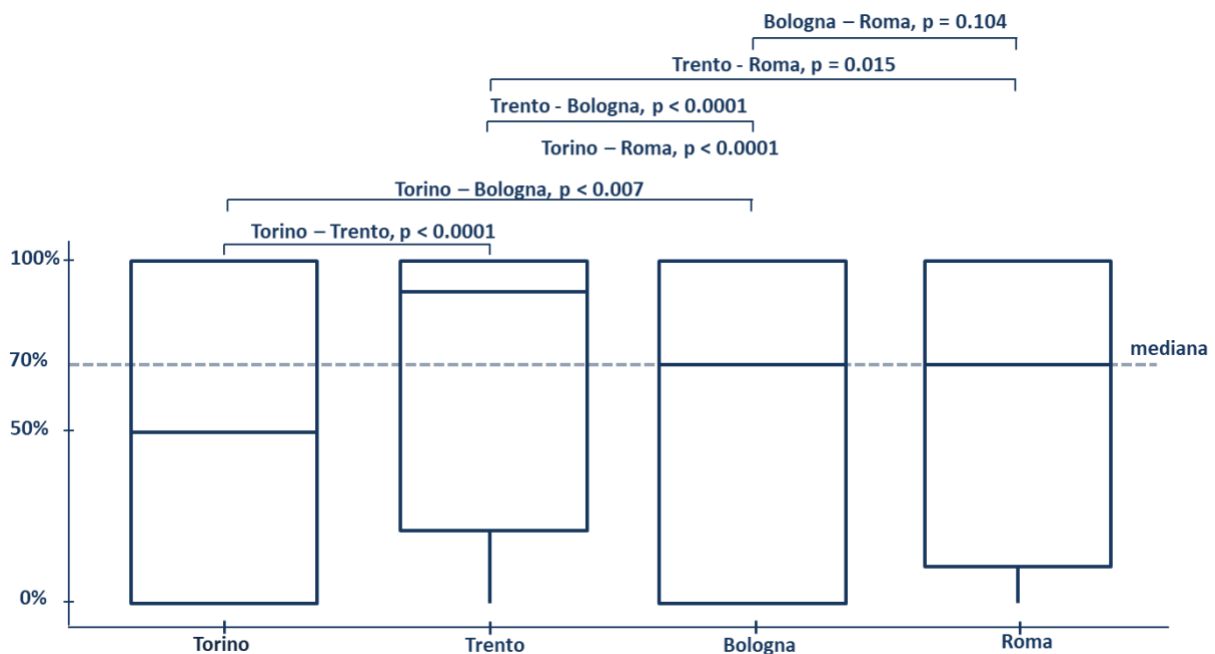 Bologna – Roma, p = 0.104
Trento - Roma, p = 0.015
Trento - Bologna, p < 0.0001
Torino – Roma, p < 0.0001
Torino – Bologna, p < 0.007
Torino – Trento, p < 0.0001
100%
70%
mediana
50%
0%
Torino
Trento
Bologna
Roma